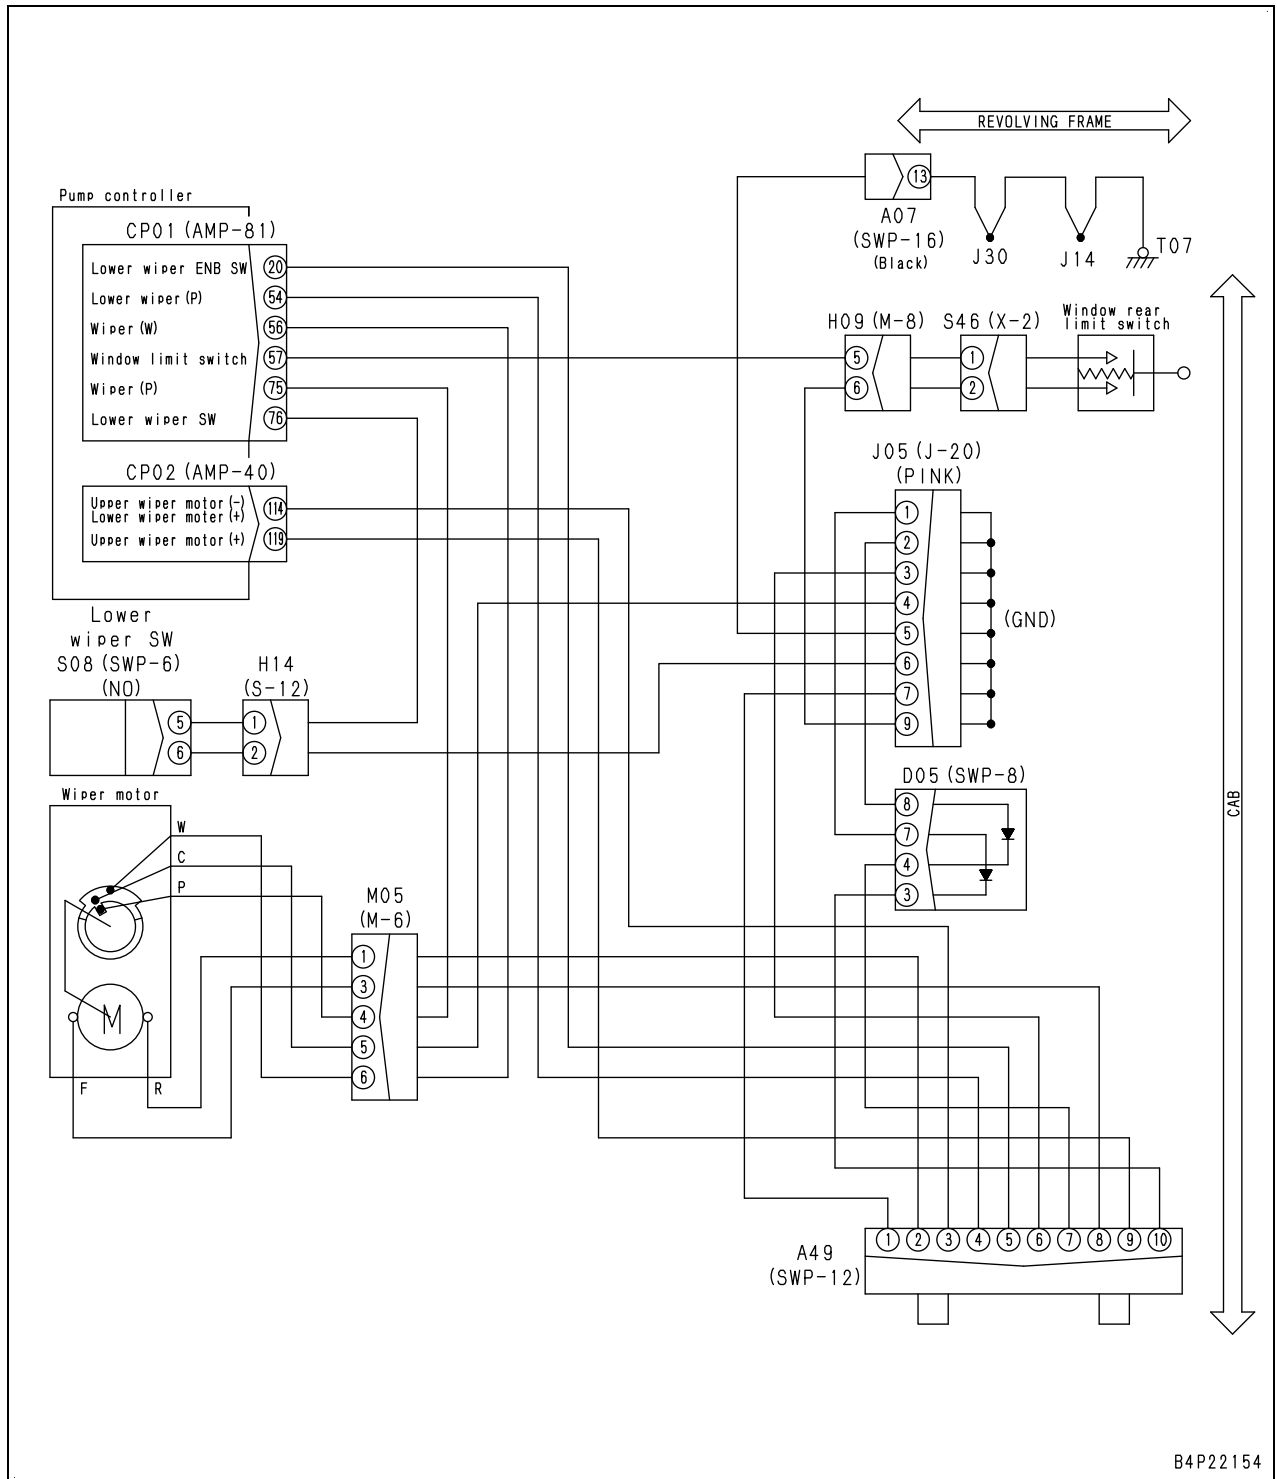 REVOLVING FRAME
13
A07
(SWP-16)
(Black)
J30
J14
T07
Pump controller
CP01 (AMP-81)
Lower wiper ENB SW 20
Lower wiper (P) 54
Wiper (W) 56
Window limit switch 57
Wiper (P) 75
Lower wiper SW 76
CP02 (AMP-40)
Upper wiper motor (-)
Lower wiper moter (+) 114
Upper wiper motor (+) 119
H09 (M-8)
5
6
S46 (X-2)
1
2
Window rear
limit switch
J05 (J-20)
(PINK)
1
2
3
4
5
6
7
9
(GND)
Lower
wiper SW
S08 (SWP-6)
(NO)
5
6
H14
(S-12)
1
2
D05 (SWP-8)
8
7
4
3
CAB
Wiper motor
W
C
P
M
F
R
M05
(M-6)
1
3
4
5
6
A49
(SWP-12)
1 2 3 4 5 6 7 8 9 10
B4P22154